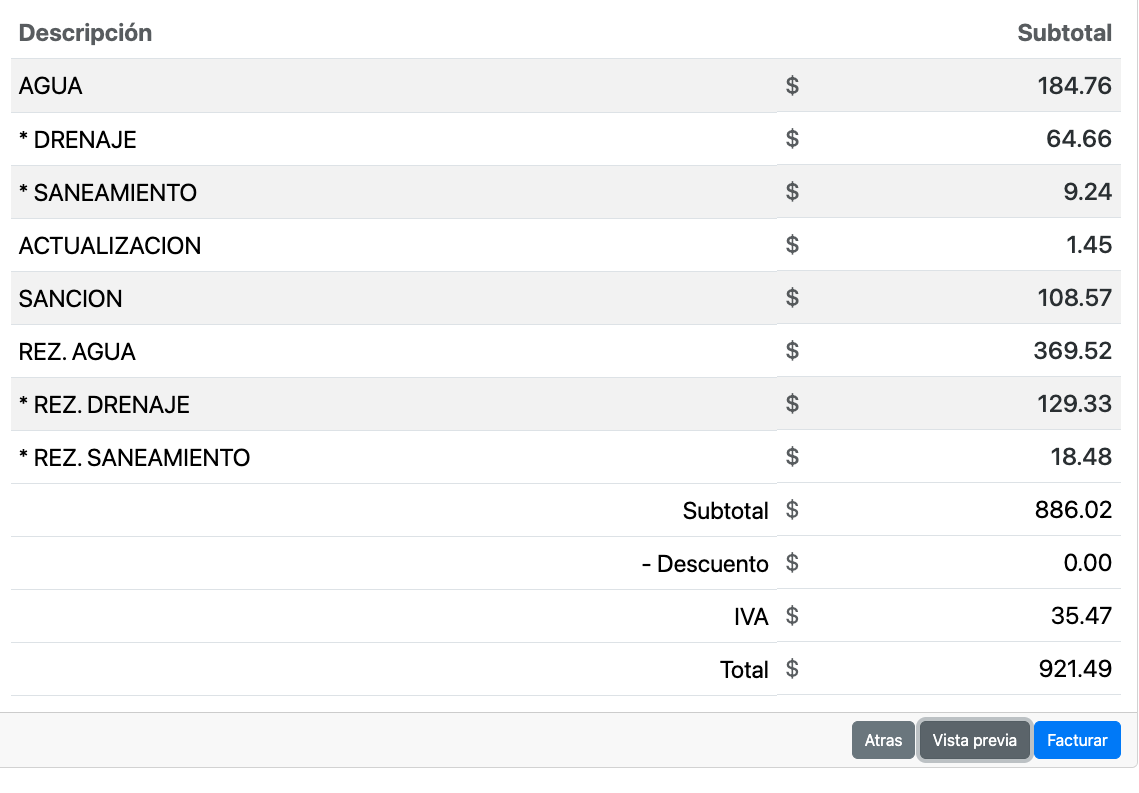 Descripción Subtotal
AGUA $ 184.76
* DRENAJE $ 64.66
* SANEAMIENTO $ 9.24
ACTUALIZACION $ 1.45
SANCION $ 108.57
REZ. AGUA $ 369.52
* REZ. DRENAJE $ 129.33
* REZ. SANEAMIENTO $ 18.48
Subtotal $ 886.02
- Descuento $ 0.00
IVA $ 35.47
Total $ 921.49
Atras Vista previa Facturar